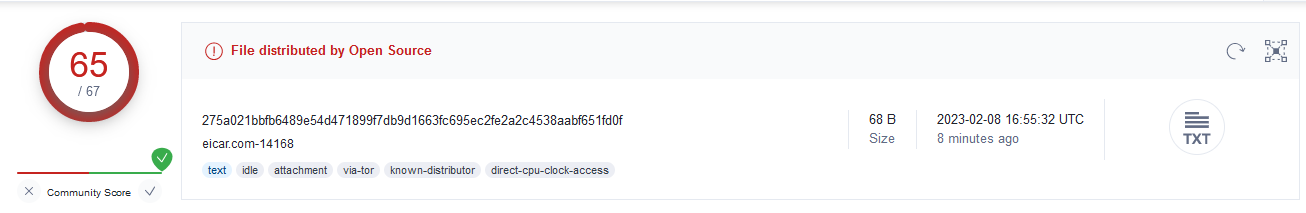 65
/ 67
Community Score
File distributed by Open Source
275a021bbfb6489e54d471899f7db9d1663fc695ec2fe2a2c4538aabf651fd0f
eicar.com-14168
text idle attachment via-tor known-distributor direct-cpu-clock-access
68 B
Size
2023-02-08 16:55:32 UTC
8 minutes ago
TXT